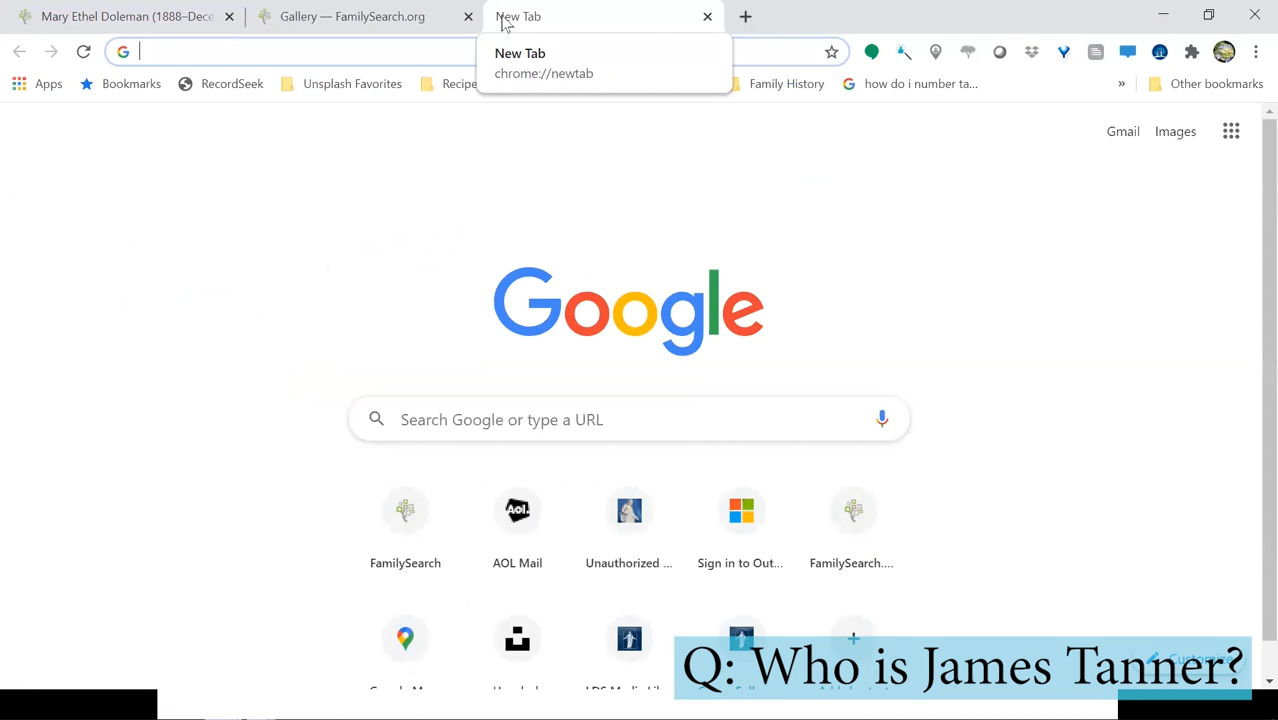 Mary Ethel Doleman (1888–Dece
Gallery — FamilySearch.org
New Tab
New Tab
chrome://newtab
Apps
Bookmarks
RecordSeek
Unsplash Favorites
Recipe
Family History
how do i number ta...
»
Other bookmarks
Gmail
Images
Google
Search Google or type a URL
FamilySearch
Aol.
AOL Mail
Unauthorized ...
Sign in to Out...
FamilySearch....
Customize
Q: Who is James Tanner?